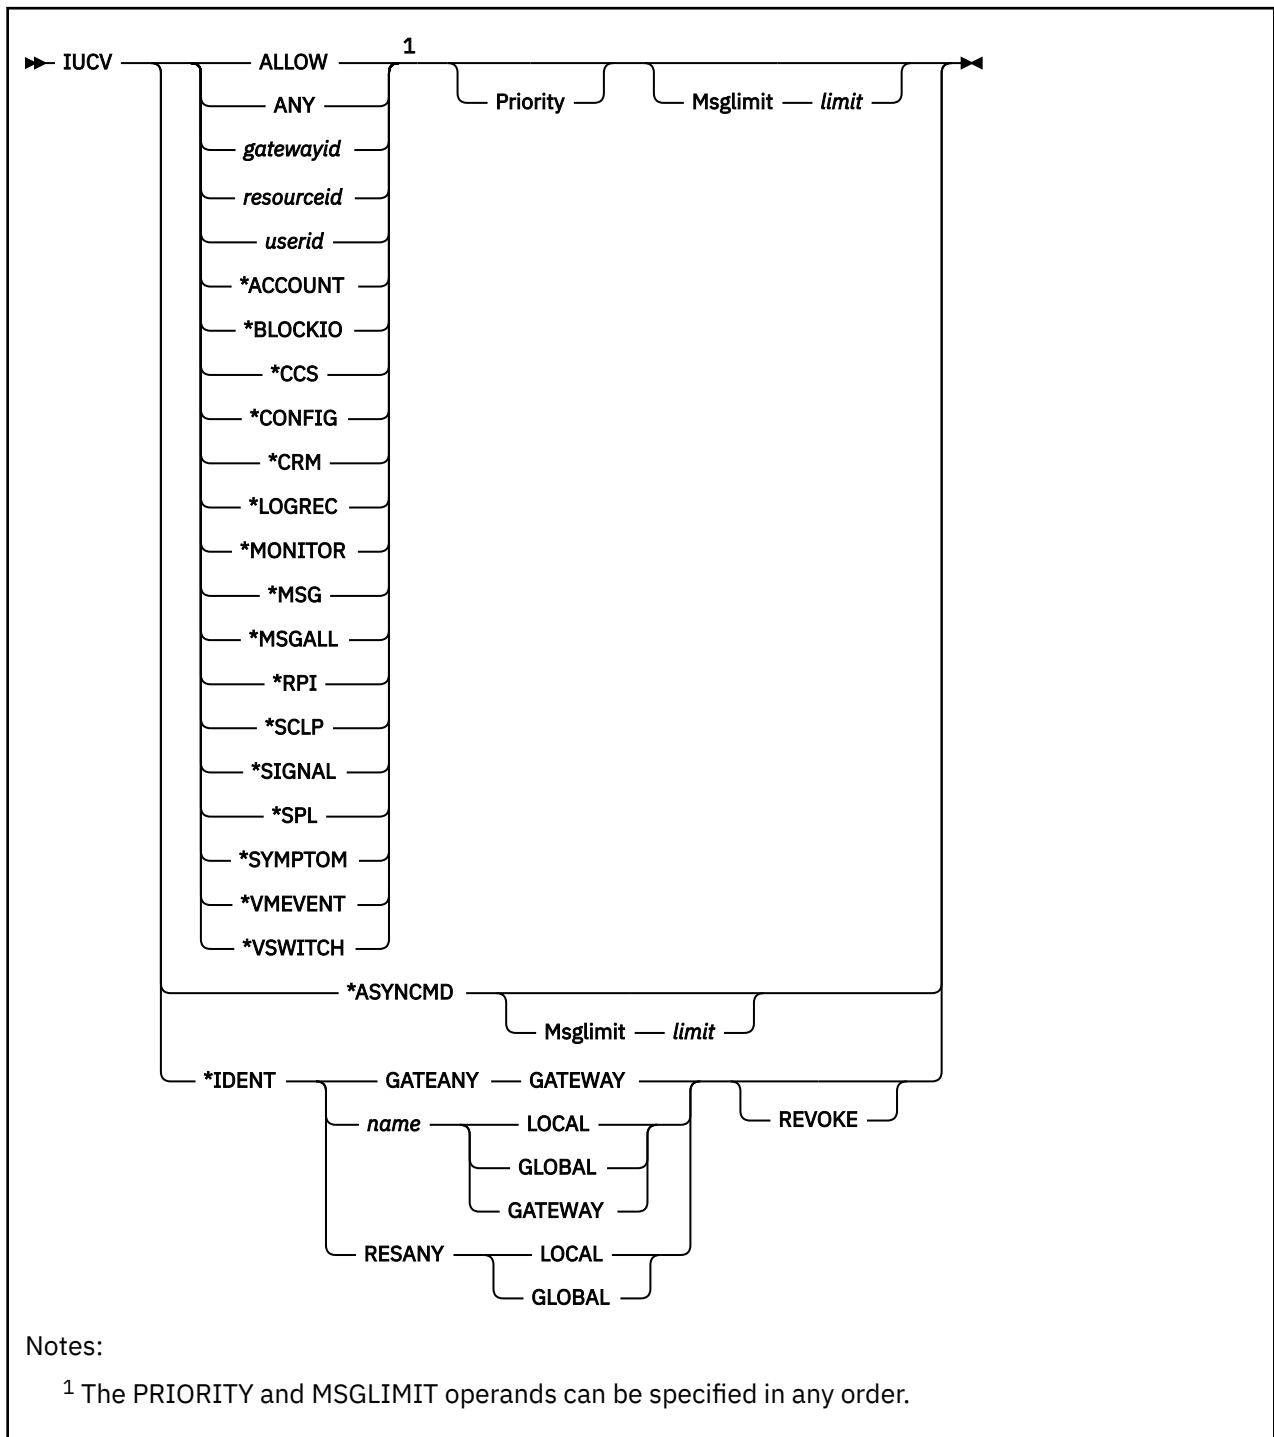 1
IUCV ALLOW
Priority Msglimit limit
ANY
gatewayid
resourceid
userid
*ACCOUNT
*BLOCKIO
*CCS
*CONFIG
*CRM
*LOGREC
*MONITOR
*MSG
*MSGALL
*RPI
*SCLP
*SIGNAL
*SPL
*SYMPTOM
*VMEVENT
*VSWITCH
*ASYNCMD
Msglimit limit
*IDENT GATEANY GATEWAY
REVOKE
name LOCAL
GLOBAL
GATEWAY
RESANY LOCAL
GLOBAL
Notes:
1 The PRIORITY and MSGLIMIT operands can be specified in any order.